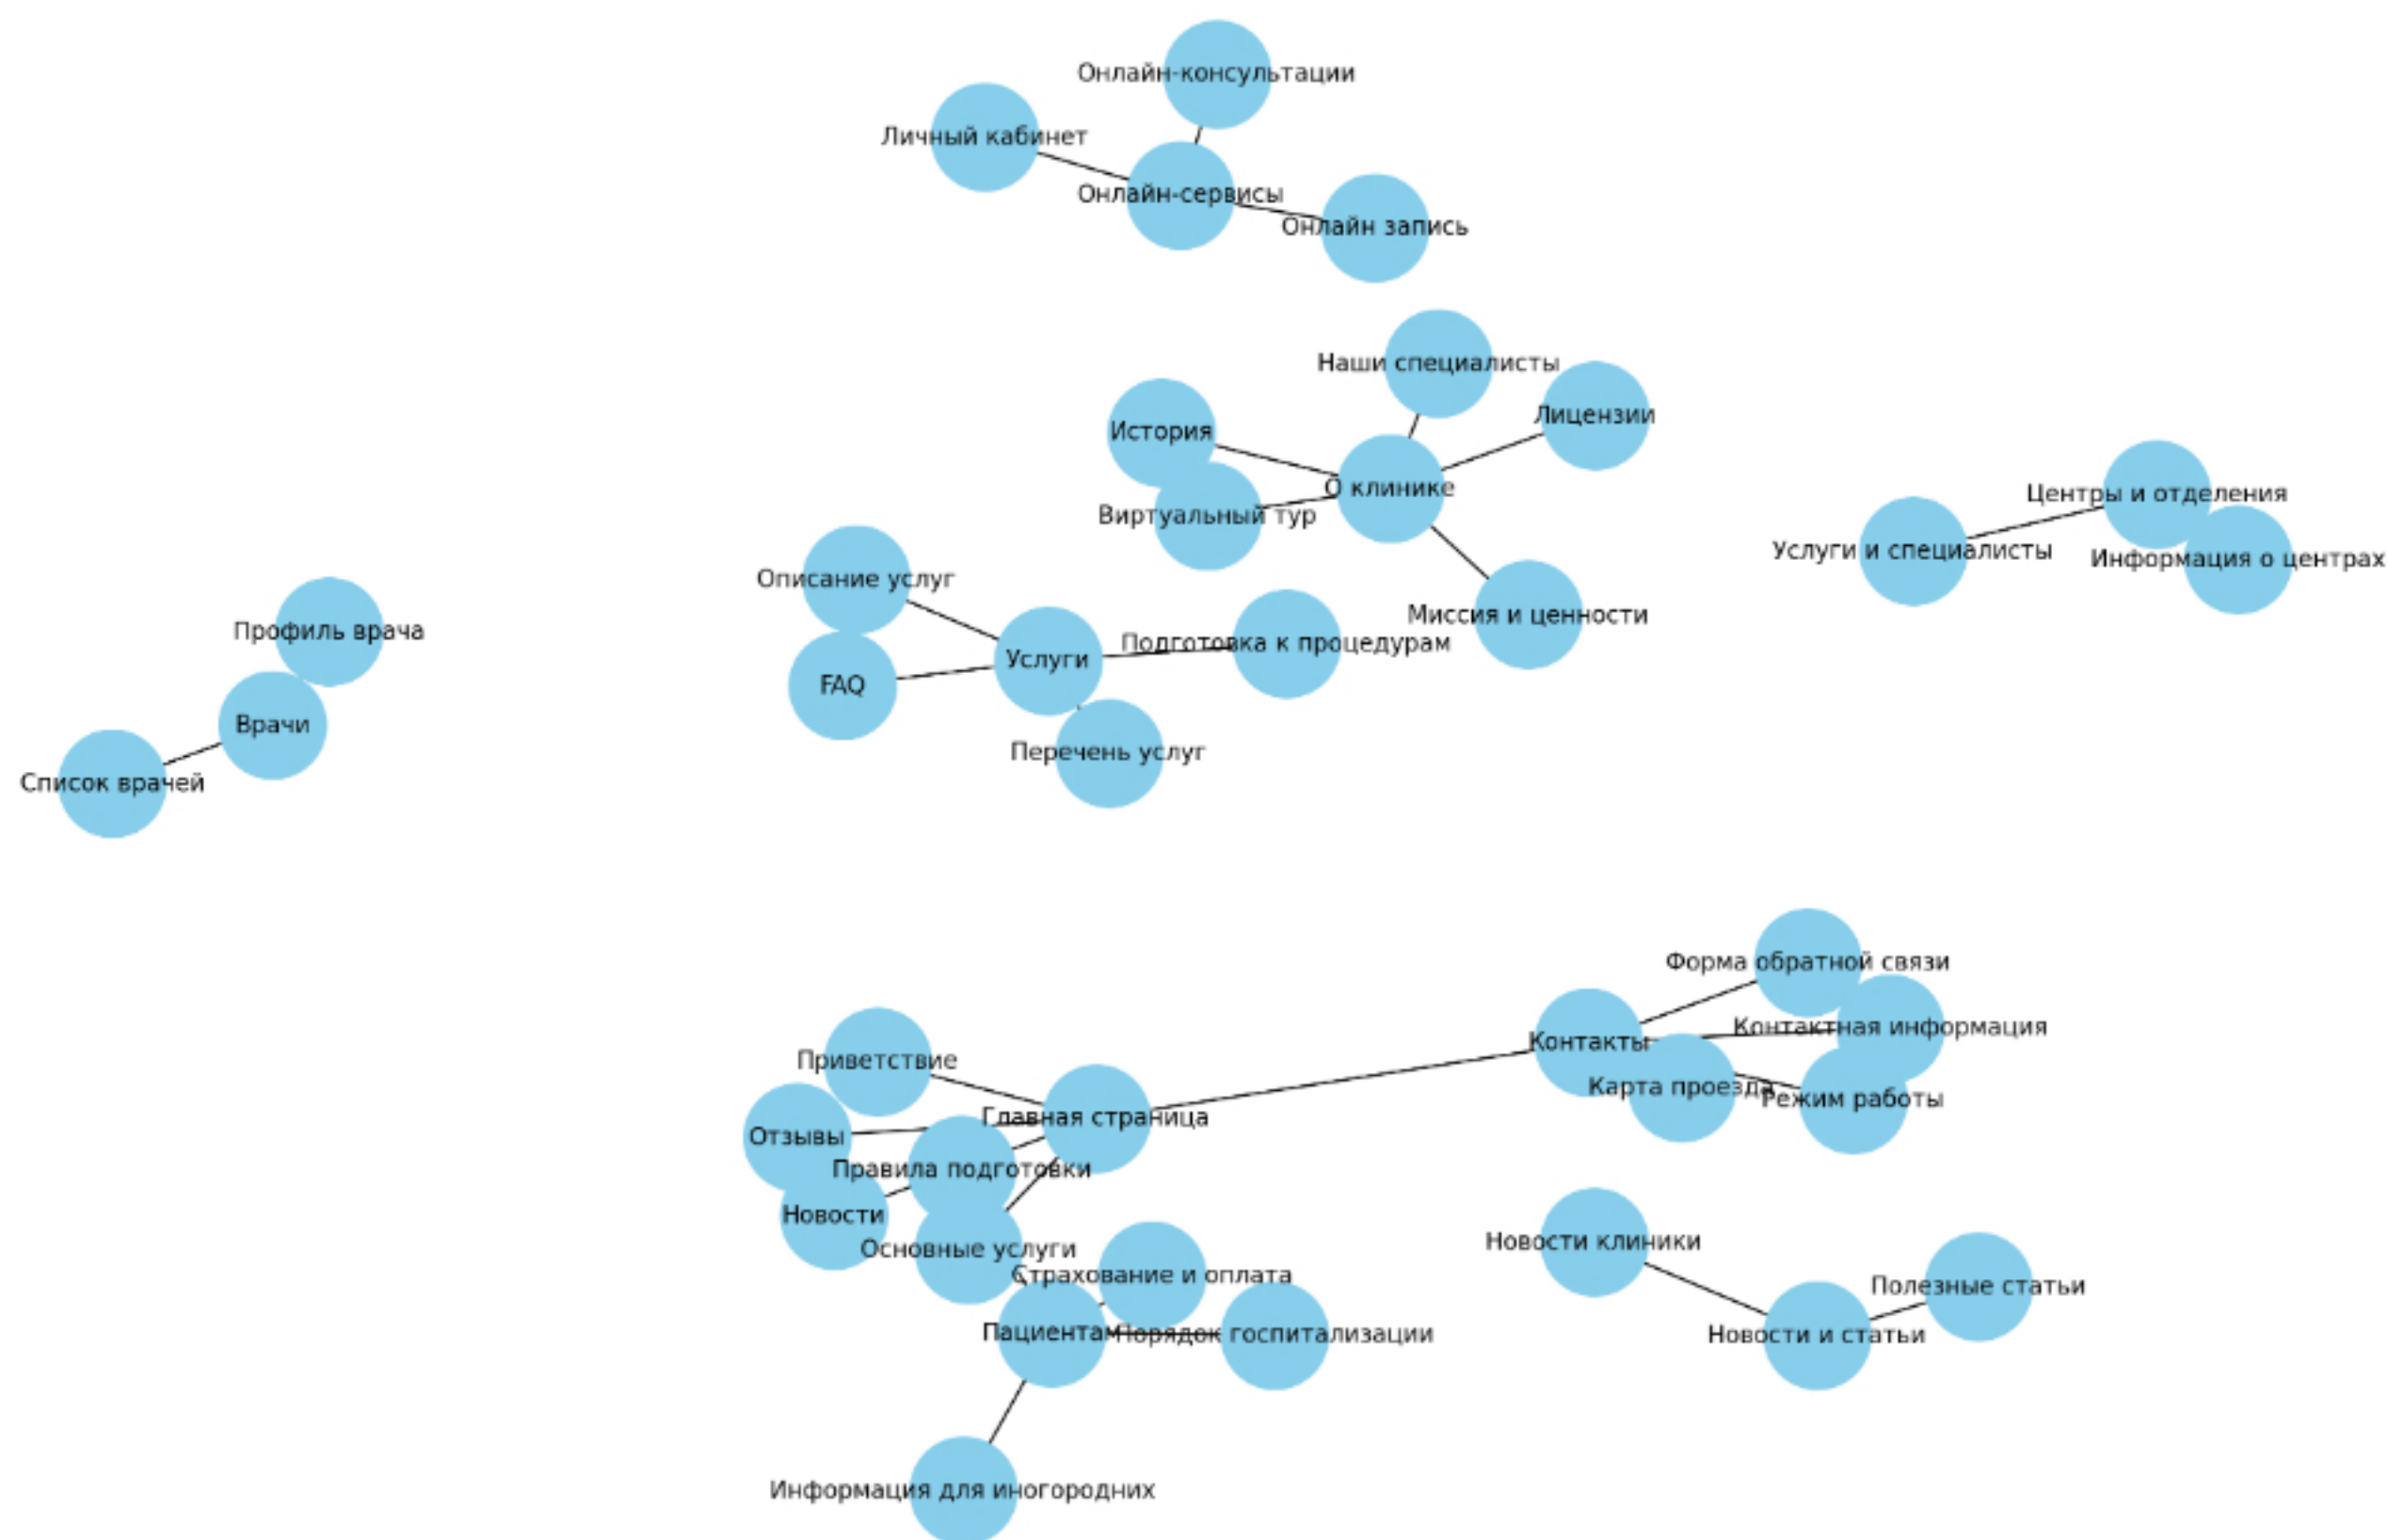 Онлайн-консультации
Личный кабинет
Онлайн-сервисы
Онлайн запись
Наши специалисты
Лицензии
История
О клинике
Виртуальный тур
Миссия и ценности
Центры и отделения
Услуги и специалисты
Информация о центрах
Описание услуг
Подготовка к процедурам
Услуги
FAQ
Перечень услуг
Профиль врача
Врачи
Список врачей
Форма обратной связи
Контактная информация
Контакты
Карта проезда
Режим работы
Приветствие
Главная страница
Отзывы
Правила подготовки
Новости
Основные услуги
Страхование и оплата
Пациентам
Порядок госпитализации
Информация для иногородних
Новости клиники
Полезные статьи
Новости и статьи